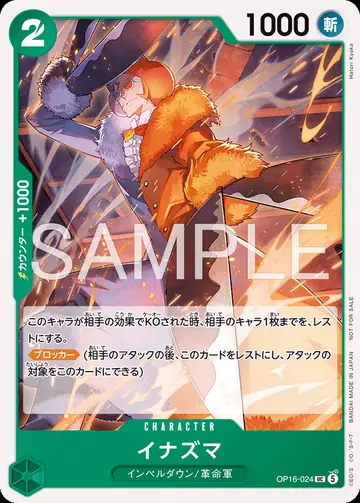 2
1000
斬
Hatori Kyoka
カウンター +1000
SAMPLE
このキャラが相手の効果でKOされた時、相手のキャラ1枚までを、レストにする。
ブロッカー (相手のアタックの後、このカードをレストにし、アタックの対象をこのカードにできる)
CHARACTER
イナズマ
インペルダウン/革命軍
OP16-024 UC 5
©E.O/S ©O/S・F・T BANDAI MADE IN JAPAN NOT FOR SALE